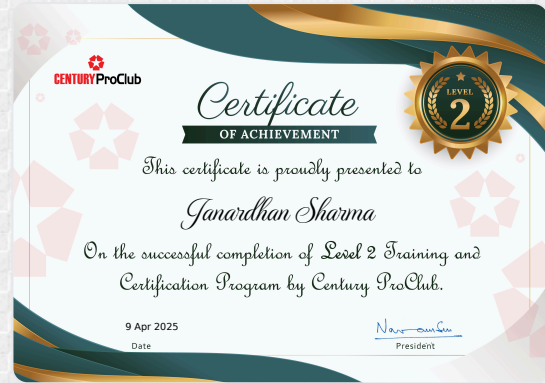 CENTURY ProClub
Certificate
OF ACHIEVEMENT
LEVEL
2
This certificate is proudly presented to
Janardhan Sharma
On the successful completion of Level 2 Training and
Certification Program by Century ProClub.
9 Apr 2025
Date
President